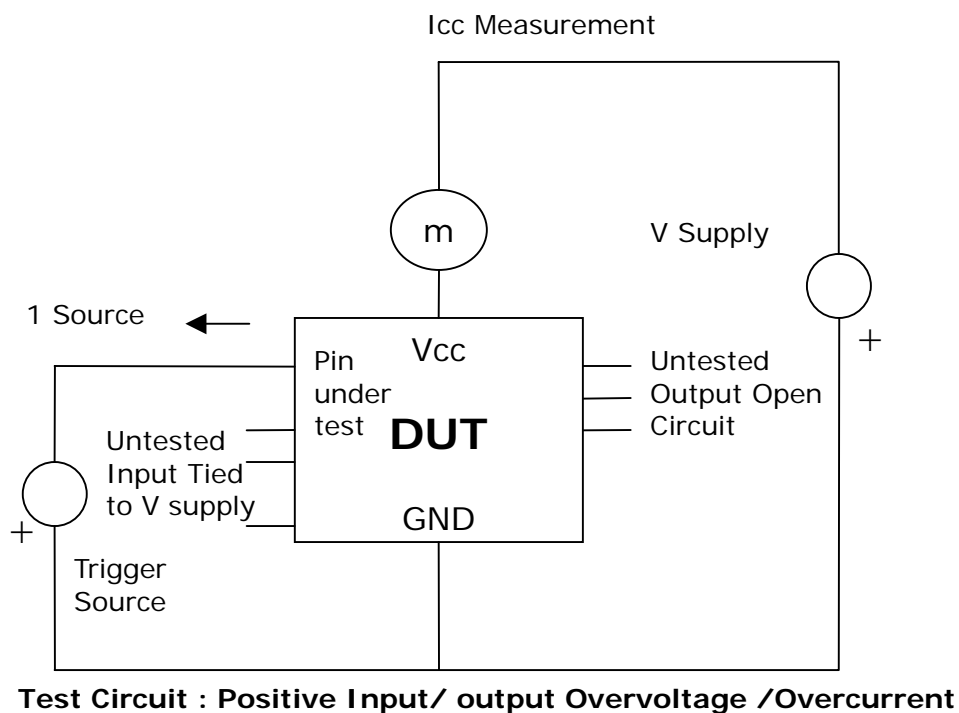 Icc Measurement
m
V Supply
+
1 Source
Vcc
Pin
under
test
DUT
GND
Untested
Output Open
Circuit
Untested
Input Tied
to V supply
+
Trigger
Source
Test Circuit : Positive Input/ output Overvoltage /Overcurrent